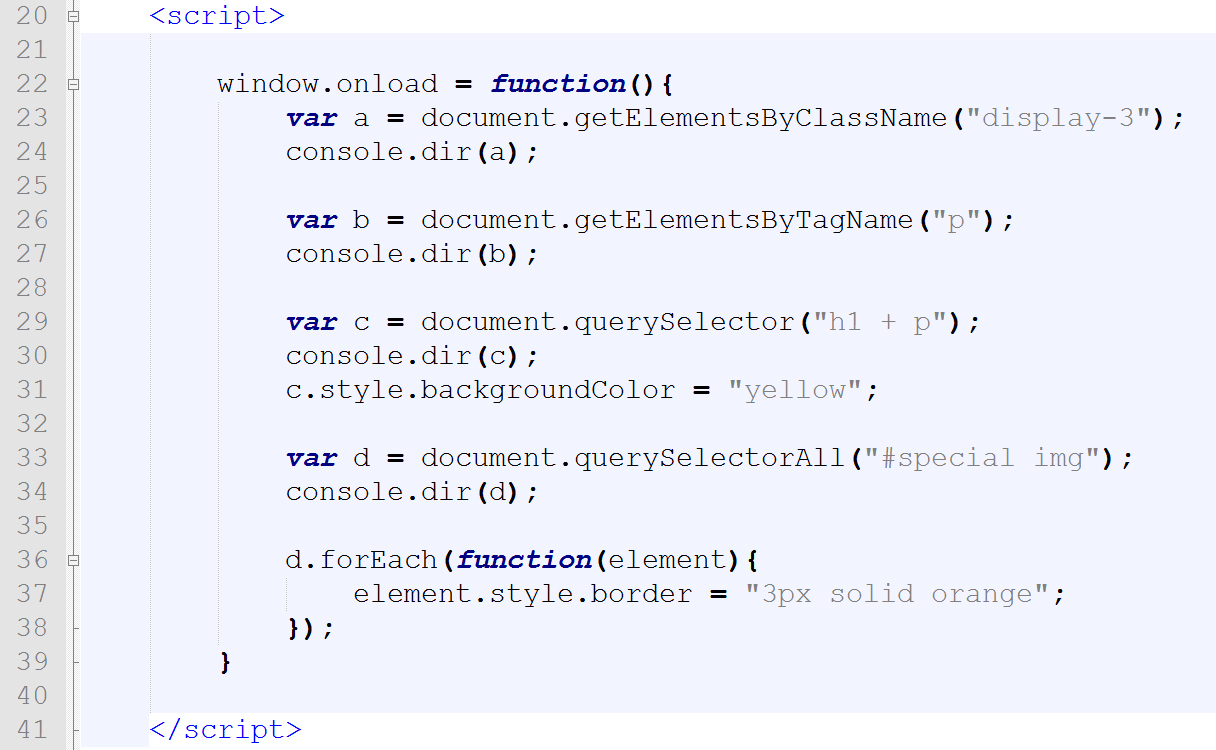 20 <script>
21
22 window.onload = function(){
23 var a = document.getElementsByClassName("display-3");
24 console.dir(a);
25
26 var b = document.getElementsByTagName("p");
27 console.dir(b);
28
29 var c = document.querySelector("h1 + p");
30 console.dir(c);
31 c.style.backgroundColor = "yellow";
32
33 var d = document.querySelectorAll("#special img");
34 console.dir(d);
35
36 d.forEach(function(element){
37 element.style.border = "3px solid orange";
38 });
39 }
40
41 </script>